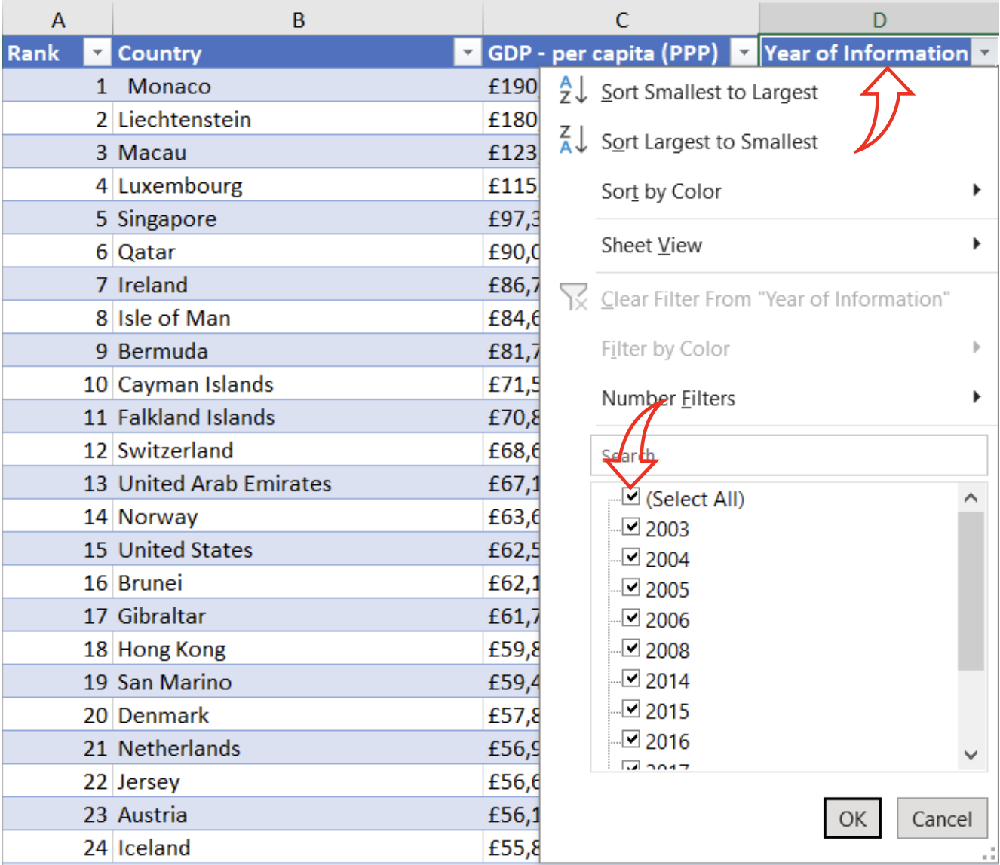 A B C D
Rank Country GDP - per capita (PPP) Year of Information
1 Monaco £190,
2 Liechtenstein £180,
3 Macau £123,
4 Luxembourg £115,
5 Singapore £97,3
6 Qatar £90,0
7 Ireland £86,7
8 Isle of Man £84,6
9 Bermuda £81,7
10 Cayman Islands £71,5
11 Falkland Islands £70,8
12 Switzerland £68,6
13 United Arab Emirates £67,1
14 Norway £63,6
15 United States £62,5
16 Brunei £62,1
17 Gibraltar £61,7
18 Hong Kong £59,8
19 San Marino £59,4
20 Denmark £57,8
21 Netherlands £56,9
22 Jersey £56,6
23 Austria £56,1
24 Iceland £55,8
Sort Smallest to Largest
Sort Largest to Smallest
Sort by Color
Sheet View
Clear Filter From "Year of Information"
Filter by Color
Number Filters
Search
(Select All)
2003
2004
2005
2006
2008
2014
2015
2016
2017
OK Cancel